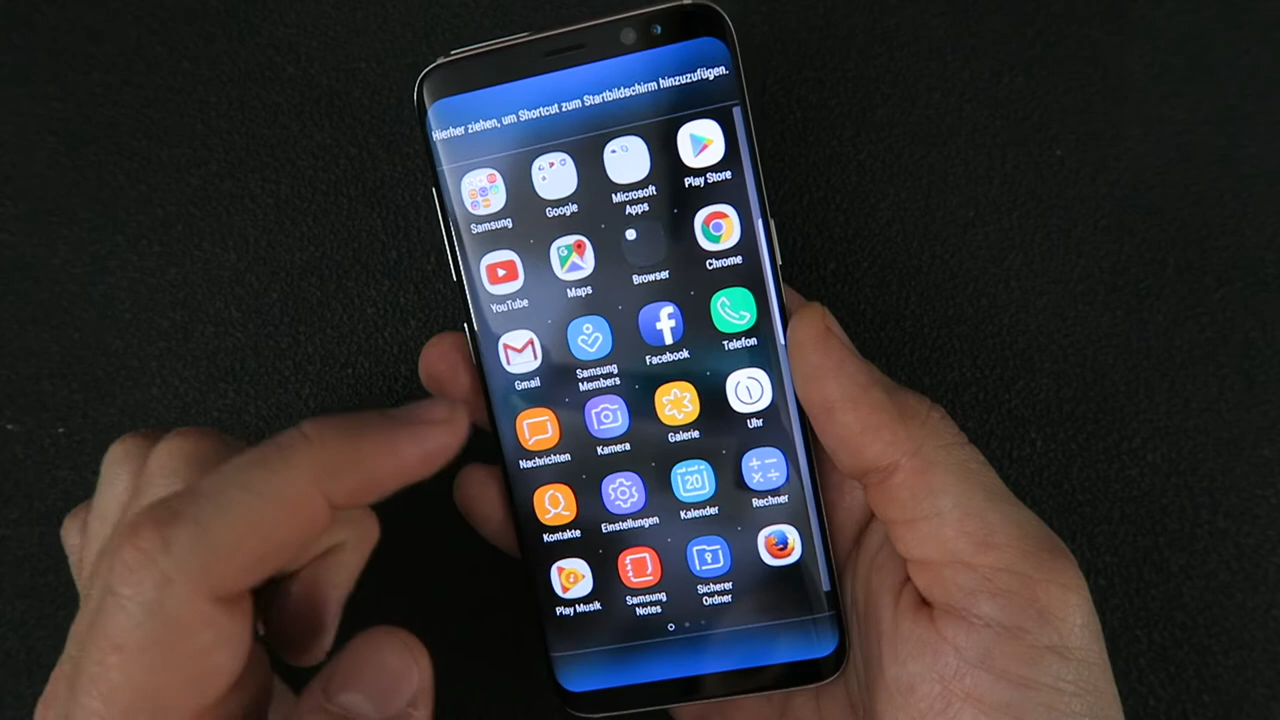 Hierher ziehen, um Shortcut zum Startbildschirm hinzuzufügen.
Samsung
Google
Microsoft
Apps
Play Store
YouTube
Maps
Browser
Chrome
Gmail
Samsung
Members
Facebook
Telefon
Nachrichten
Kamera
Galerie
Uhr
Kontakte
Einstellungen
20
Kalender
Rechner
Play Musik
Samsung
Notes
Sicherer
Ordner